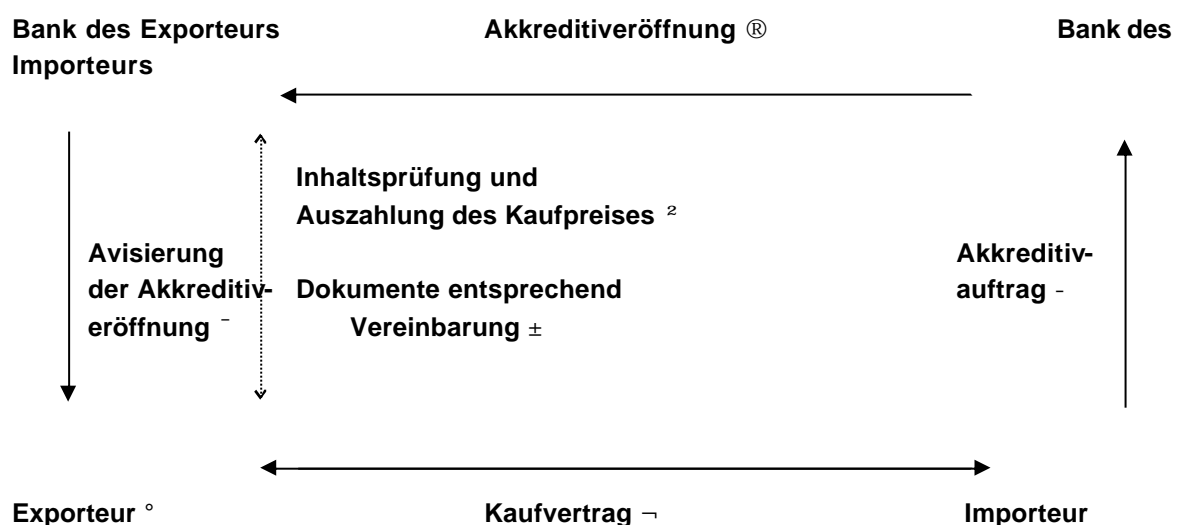 Bank des Exporteurs Akkreditiveröffnung ® Bank des
Importeurs
Inhaltsprüfung und
Auszahlung des Kaufpreises ²
Avisierung Akkreditiv-
der Akkreditiv- Dokumente entsprechend auftrag -
eröffnung ¯ Vereinbarung ±
Exporteur ° Kaufvertrag ¬ Importeur